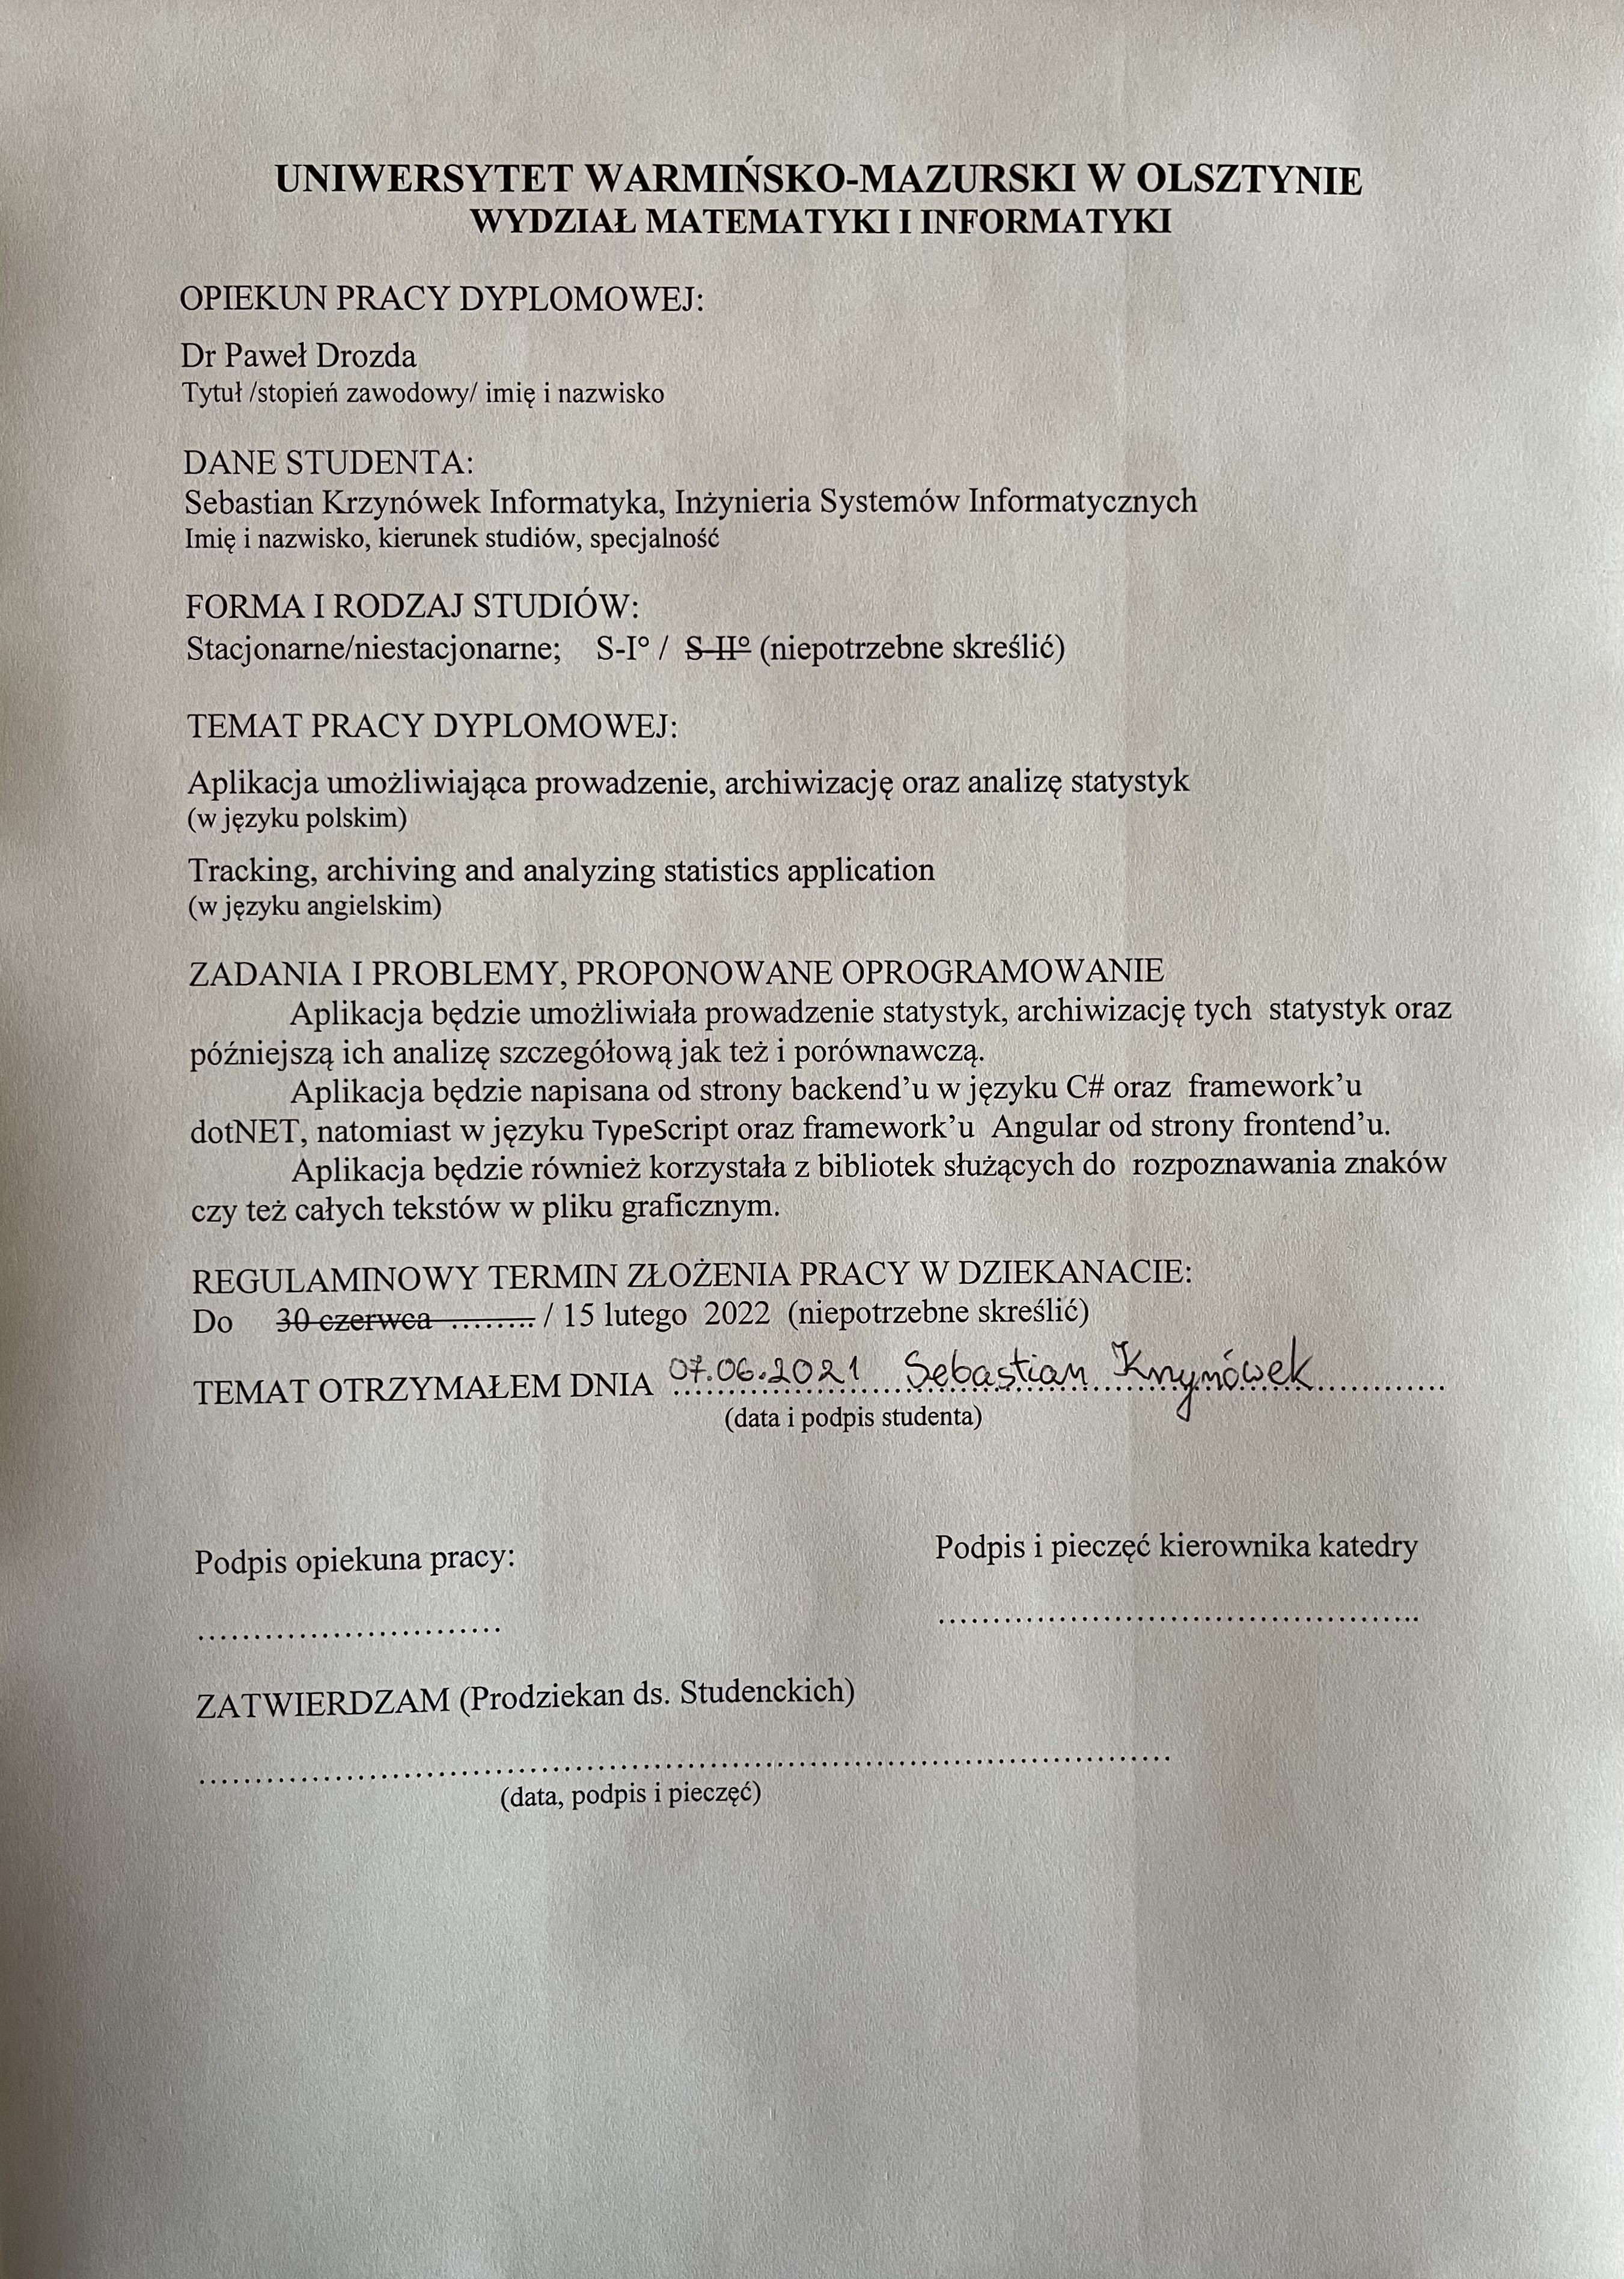 UNIWERSYTET WARMIŃSKO-MAZURSKI W OLSZTYNIE
WYDZIAŁ MATEMATYKI I INFORMATYKI
OPIEKUN PRACY DYPLOMOWEJ:
Dr Paweł Drozda
Tytuł /stopień zawodowy/ imię i nazwisko
DANE STUDENTA:
Sebastian Krzynówek Informatyka, Inżynieria Systemów Informatycznych
Imię i nazwisko, kierunek studiów, specjalność
FORMA I RODZAJ STUDIÓW:
Stacjonarne/niestacjonarne; S-I° / S-II° (niepotrzebne skreślić)
TEMAT PRACY DYPLOMOWEJ:
Aplikacja umożliwiająca prowadzenie, archiwizację oraz analizę statystyk
(w języku polskim)
Tracking, archiving and analyzing statistics application
(w języku angielskim)
ZADANIA I PROBLEMY, PROPONOWANE OPROGRAMOWANIE
Aplikacja będzie umożliwiała prowadzenie statystyk, archiwizację tych statystyk oraz
późniejszą ich analizę szczegółową jak też i porównawczą.
Aplikacja będzie napisana od strony backend’u w języku C# oraz framework’u
dotNET, natomiast w języku TypeScript oraz framework’u Angular od strony frontend’u.
Aplikacja będzie również korzystała z bibliotek służących do rozpoznawania znaków
czy też całych tekstów w pliku graficznym.
REGULAMINOWY TERMIN ZŁOŻENIA PRACY W DZIEKANACIE:
Do 30 czerwca ........ / 15 lutego 2022 (niepotrzebne skreślić)
TEMAT OTRZYMAŁEM DNIA 07.06.2021 Sebastian Krzynówek
(data i podpis studenta)
Podpis opiekuna pracy: Podpis i pieczęć kierownika katedry
ZATWIERDZAM (Prodziekan ds. Studenckich)
(data, podpis i pieczęć)